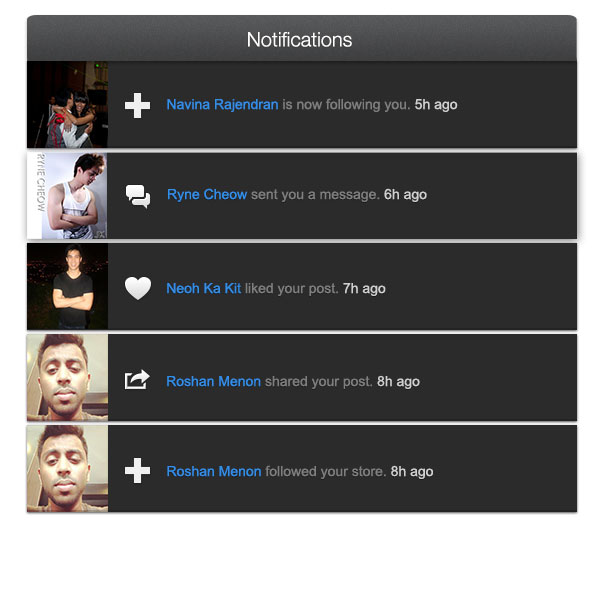 Notifications
Navina Rajendran is now following you. 5h ago
RYNE CHEOW
Ryne Cheow sent you a message. 6h ago
Neoh Ka Kit liked your post. 7h ago
Roshan Menon shared your post. 8h ago
Roshan Menon followed your store. 8h ago